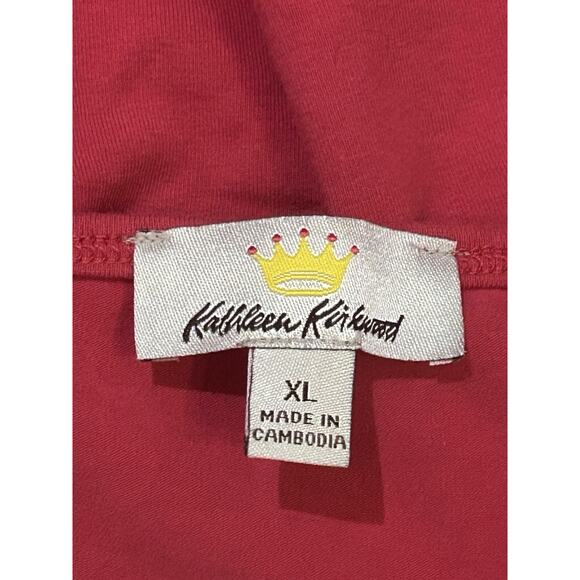 Kathleen Kirkwood
XL
MADE IN
CAMBODIA